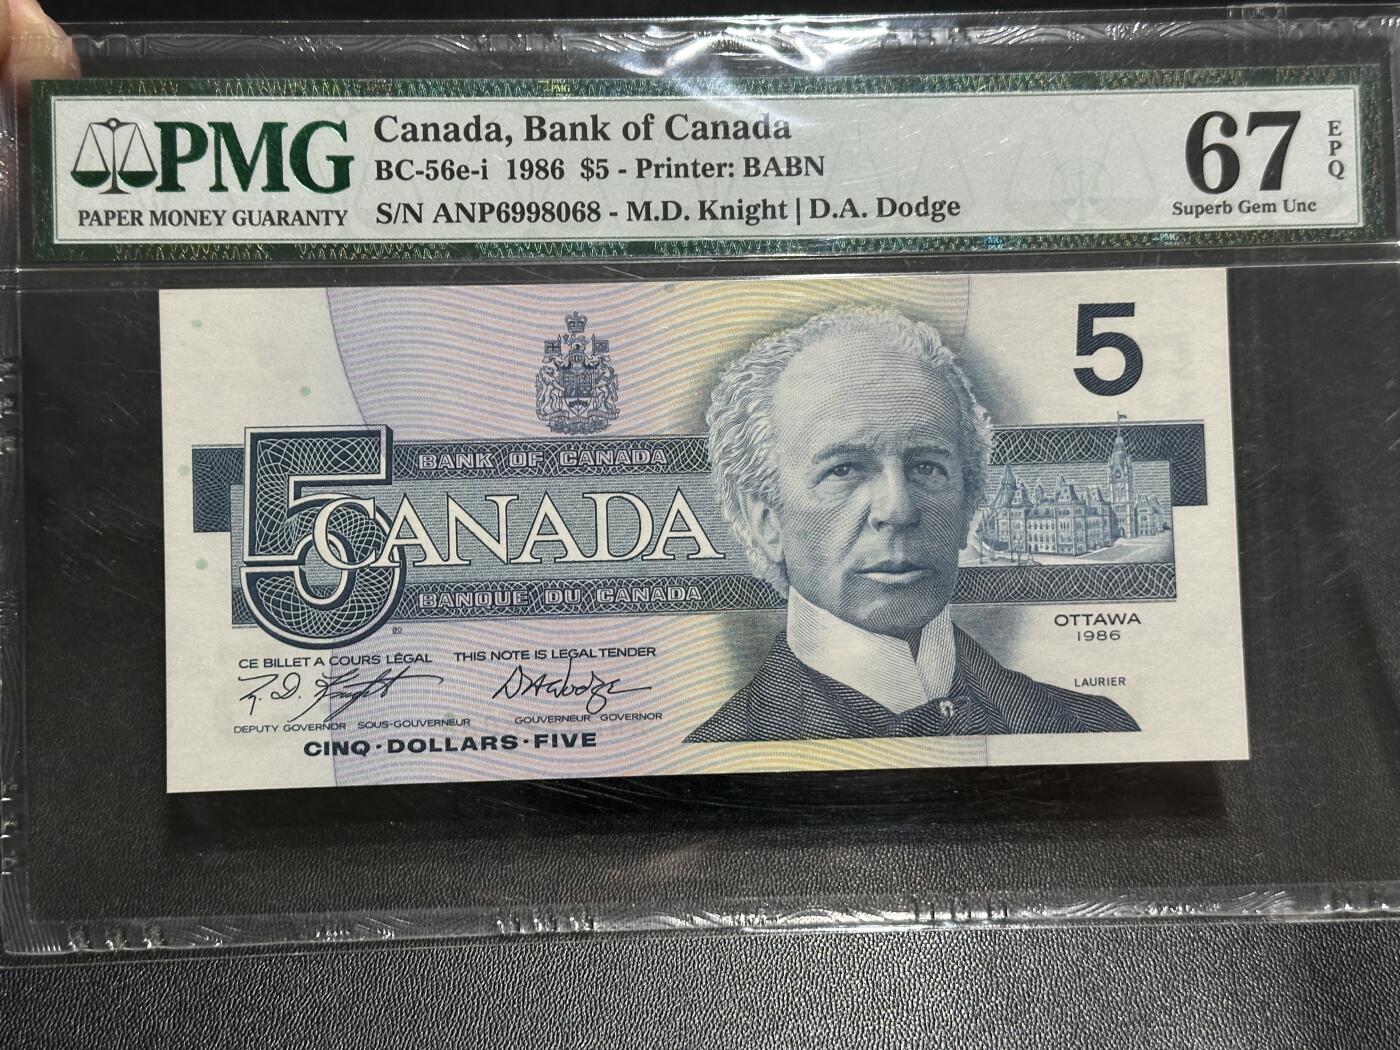 PMG
PAPER MONEY GUARANTY
Canada, Bank of Canada
BC-56e-i 1986 $5 - Printer: BABN
S/N ANP6998068 - M.D. Knight | D.A. Dodge
67
EPQ
Superb Gem Unc
5
BANK OF CANADA
5
CANADA
BANQUE DU CANADA
OTTAWA
1986
CE BILLET A COURS LÉGAL THIS NOTE IS LEGAL TENDER
LAURIER
DEPUTY GOVERNOR SOUS-GOUVERNEUR GOUVERNEUR GOVERNOR
CINQ·DOLLARS·FIVE